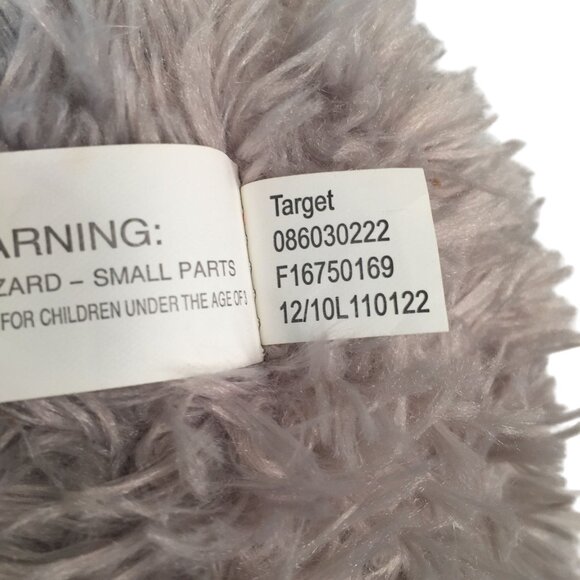 ARNING:
ZARD – SMALL PARTS
FOR CHILDREN UNDER THE AGE OF 3
Target
086030222
F16750169
12/10L110122